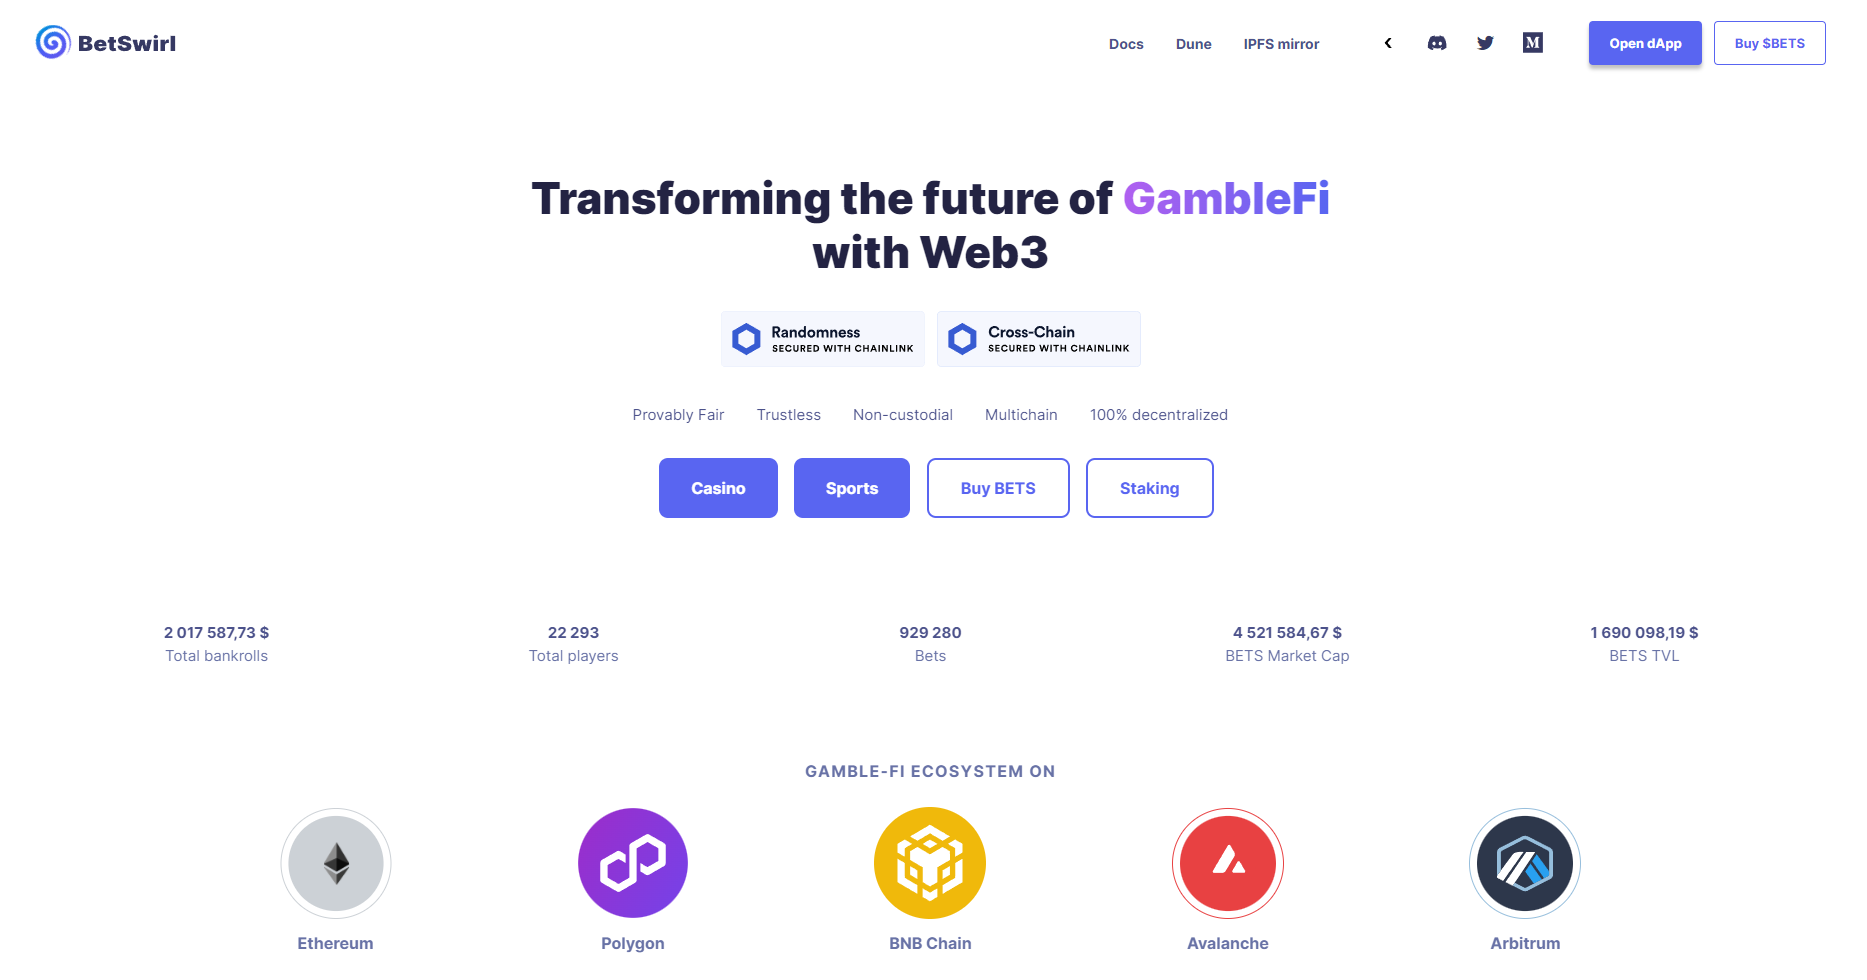 BetSwirl
Docs
Dune
IPFS mirror
M
Open dApp
Buy $BETS
Transforming the future of GambleFi
with Web3
Randomness
SECURED WITH CHAINLINK
Cross-Chain
SECURED WITH CHAINLINK
Provably Fair
Trustless
Non-custodial
Multichain
100% decentralized
Casino
Sports
Buy BETS
Staking
2 017 587,73 $
Total bankrolls
22 293
Total players
929 280
Bets
4 521 584,67 $
BETS Market Cap
1 690 098,19 $
BETS TVL
GAMBLE-FI ECOSYSTEM ON
Ethereum
Polygon
BNB Chain
Avalanche
Arbitrum